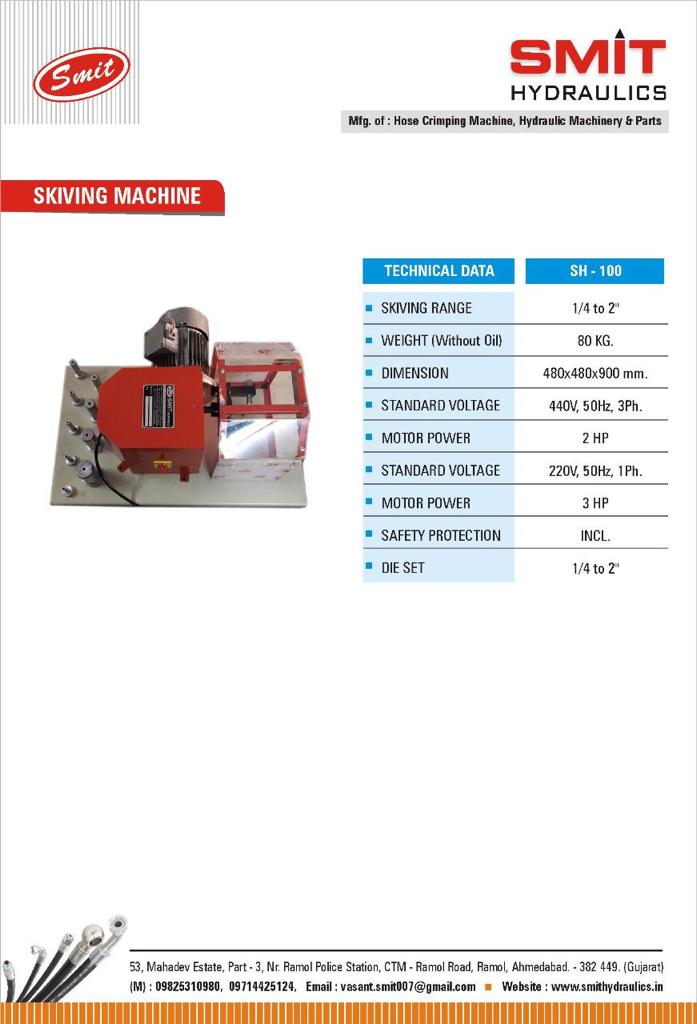 Smit
SMIT
HYDRAULICS
Mfg. of : Hose Crimping Machine, Hydraulic Machinery & Parts
SKIVING MACHINE
TECHNICAL DATA SH - 100
SKIVING RANGE 1/4 to 2"
WEIGHT (Without Oil) 80 KG.
DIMENSION 480x480x900 mm.
STANDARD VOLTAGE 440V, 50Hz, 3Ph.
MOTOR POWER 2 HP
STANDARD VOLTAGE 220V, 50Hz, 1Ph.
MOTOR POWER 3 HP
SAFETY PROTECTION INCL.
DIE SET 1/4 to 2"
SMIT
53, Mahadev Estate, Part - 3, Nr. Ramol Police Station, CTM - Ramol Road, Ramol, Ahmedabad. - 382 449. (Gujarat)
(M) : 09825310980, 09714425124, Email : vasant.smit007@gmail.com ■ Website : www.smithydraulics.in